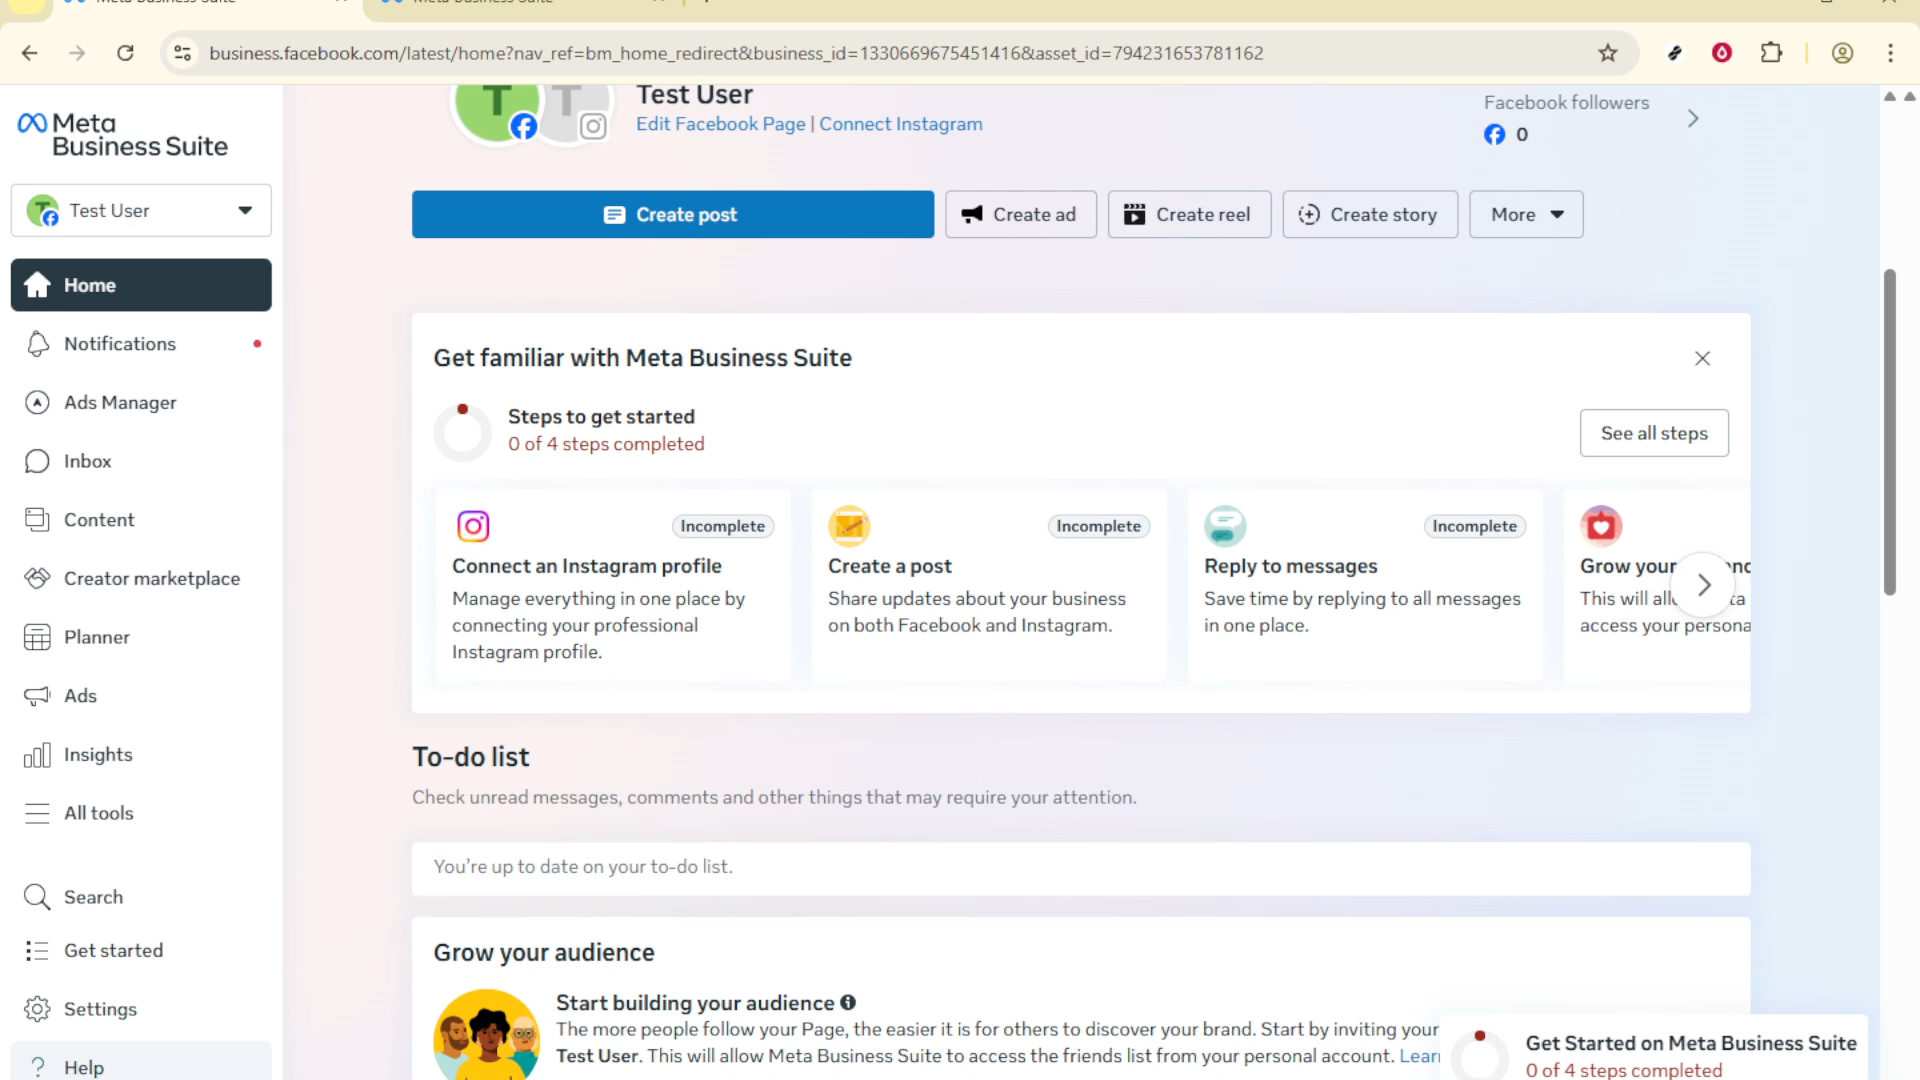 business.facebook.com/latest/home?nav_ref=bm_home_redirect&business_id=1330669675451416&asset_id=794231653781162
Meta
Business Suite
Test User
Home
Notifications
Ads Manager
Inbox
Content
Creator marketplace
Planner
Ads
Insights
All tools
Search
Get started
Settings
Help
T
T
Test User
Edit Facebook Page | Connect Instagram
Facebook followers
0
Create post
Create ad
Create reel
Create story
More
Get familiar with Meta Business Suite
Steps to get started
0 of 4 steps completed
See all steps
Incomplete
Connect an Instagram profile
Manage everything in one place by
connecting your professional
Instagram profile.
Incomplete
Create a post
Share updates about your business
on both Facebook and Instagram.
Incomplete
Reply to messages
Save time by replying to all messages
in one place.
Grow your
This will
access your persona
To-do list
Check unread messages, comments and other things that may require your attention.
You're up to date on your to-do list.
Grow your audience
Start building your audience
The more people follow your Page, the easier it is for others to discover your brand. Start by inviting your
Test User. This will allow Meta Business Suite to access the friends list from your personal account. Lear
Get Started on Meta Business Suite
0 of 4 steps completed